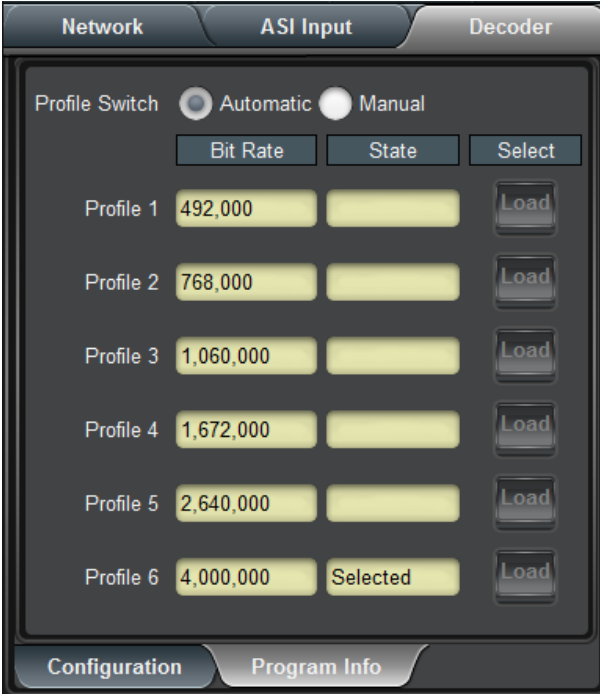 Network ASI Input Decoder
Profile Switch Automatic Manual
Bit Rate State Select
Profile 1 492,000 Load
Profile 2 768,000 Load
Profile 3 1,060,000 Load
Profile 4 1,672,000 Load
Profile 5 2,640,000 Load
Profile 6 4,000,000 Selected Load
Configuration Program Info